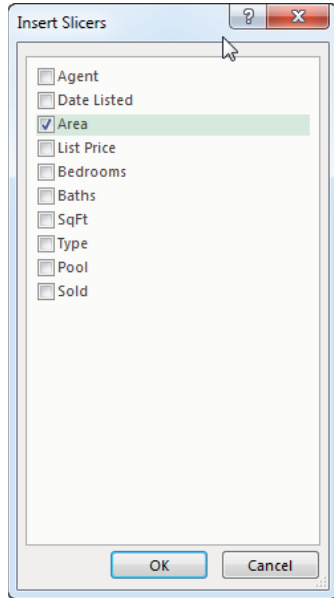 Insert Slicers
Agent
Date Listed
Area
List Price
Bedrooms
Baths
SqFt
Type
Pool
Sold
OK Cancel